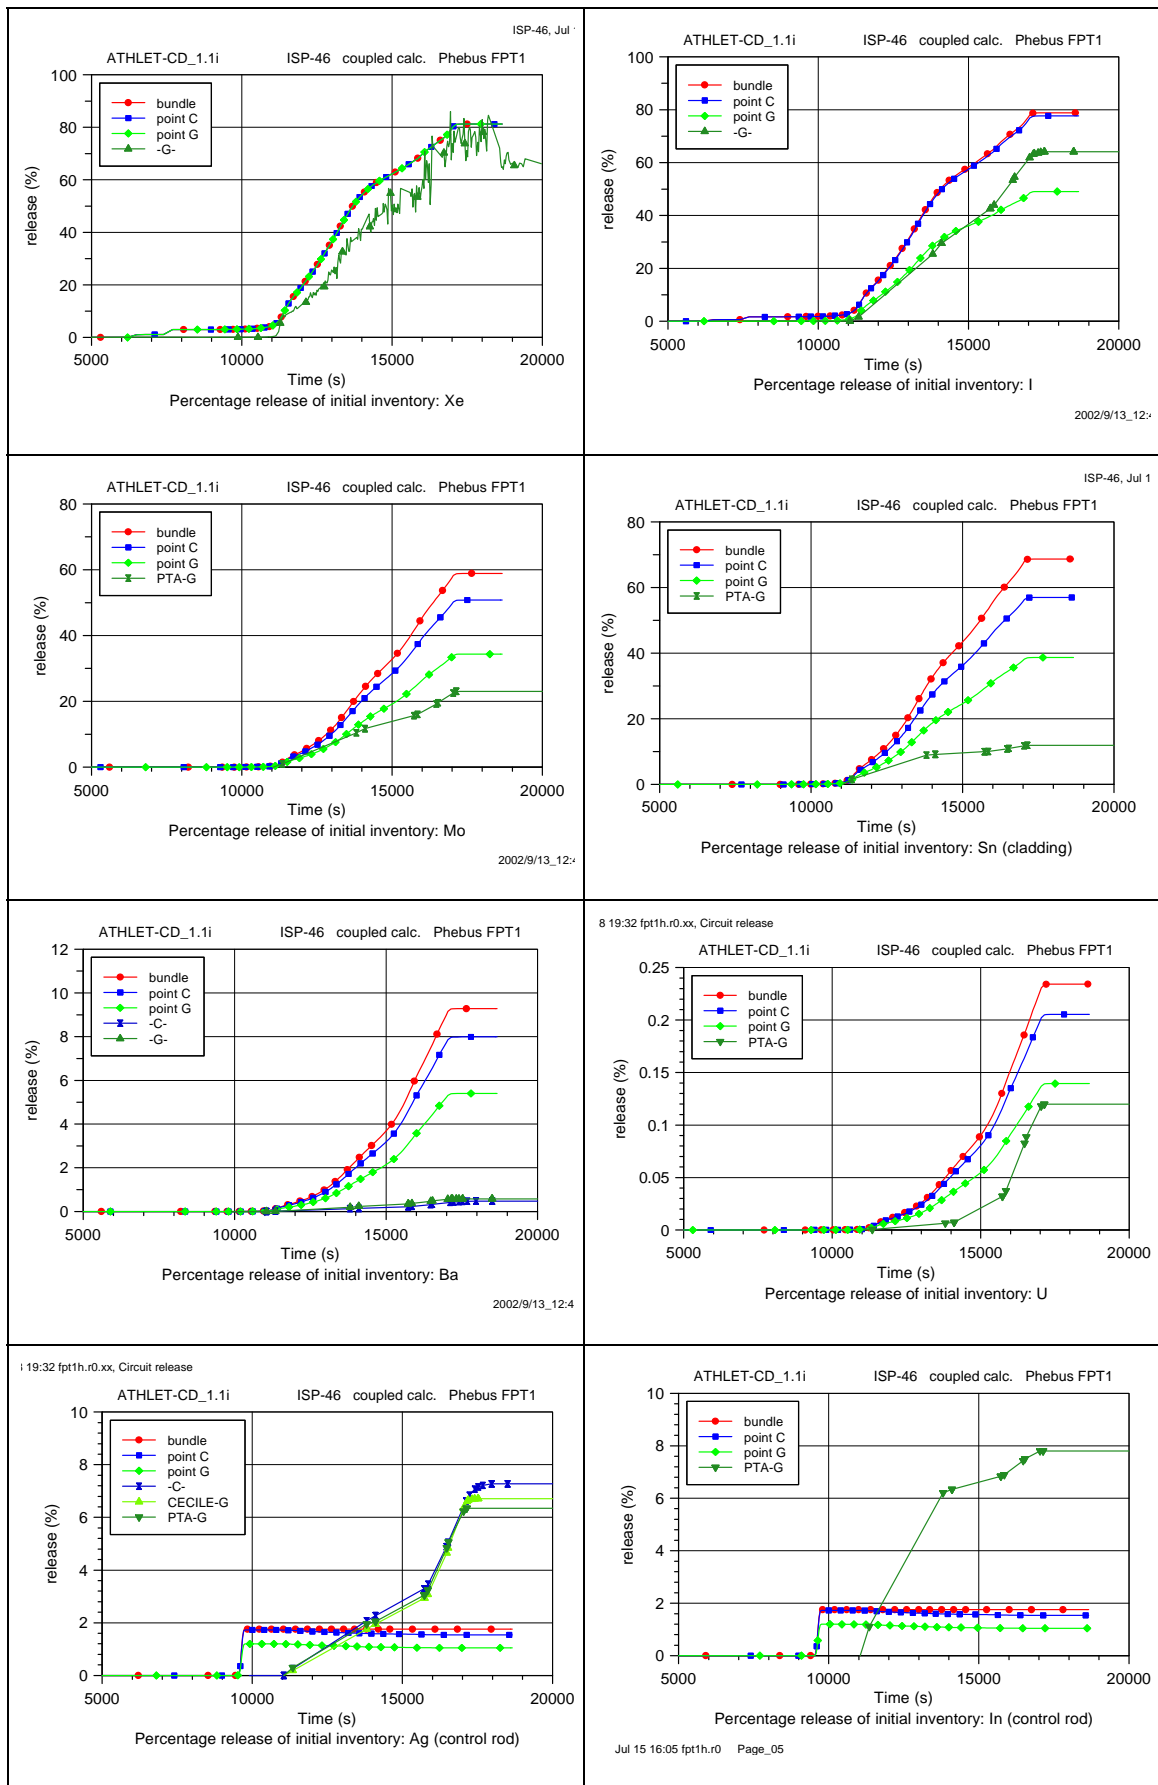 ISP-46, Jul
ATHLET-CD_1.1i ISP-46 coupled calc. Phebus FPT1
100
80
60
40
20
0
release (%)
bundle
point C
point G
-G-
5000 10000 15000 20000
Time (s)
Percentage release of initial inventory: Xe
ATHLET-CD_1.1i ISP-46 coupled calc. Phebus FPT1
100
80
60
40
20
0
release (%)
bundle
point C
point G
-G-
5000 10000 15000 20000
Time (s)
Percentage release of initial inventory: I
2002/9/13_12:4
ATHLET-CD_1.1i ISP-46 coupled calc. Phebus FPT1
80
60
40
20
0
release (%)
bundle
point C
point G
PTA-G
5000 10000 15000 20000
Time (s)
Percentage release of initial inventory: Mo
2002/9/13_12:4
ISP-46, Jul 1
ATHLET-CD_1.1i ISP-46 coupled calc. Phebus FPT1
80
60
40
20
0
release (%)
bundle
point C
point G
PTA-G
5000 10000 15000 20000
Time (s)
Percentage release of initial inventory: Sn (cladding)
ATHLET-CD_1.1i ISP-46 coupled calc. Phebus FPT1
12
10
8
6
4
2
0
release (%)
bundle
point C
point G
-C-
-G-
5000 10000 15000 20000
Time (s)
Percentage release of initial inventory: Ba
2002/9/13_12:4
8 19:32 fpt1h.r0.xx, Circuit release
ATHLET-CD_1.1i ISP-46 coupled calc. Phebus FPT1
0.25
0.2
0.15
0.1
0.05
0
release (%)
bundle
point C
point G
PTA-G
5000 10000 15000 20000
Time (s)
Percentage release of initial inventory: U
19:32 fpt1h.r0.xx, Circuit release
ATHLET-CD_1.1i ISP-46 coupled calc. Phebus FPT1
10
8
6
4
2
0
release (%)
bundle
point C
point G
-C-
CECILE-G
PTA-G
5000 10000 15000 20000
Time (s)
Percentage release of initial inventory: Ag (control rod)
ATHLET-CD_1.1i ISP-46 coupled calc. Phebus FPT1
10
8
6
4
2
0
release (%)
bundle
point C
point G
PTA-G
5000 10000 15000 20000
Time (s)
Percentage release of initial inventory: In (control rod)
Jul 15 16:05 fpt1h.r0 Page_05